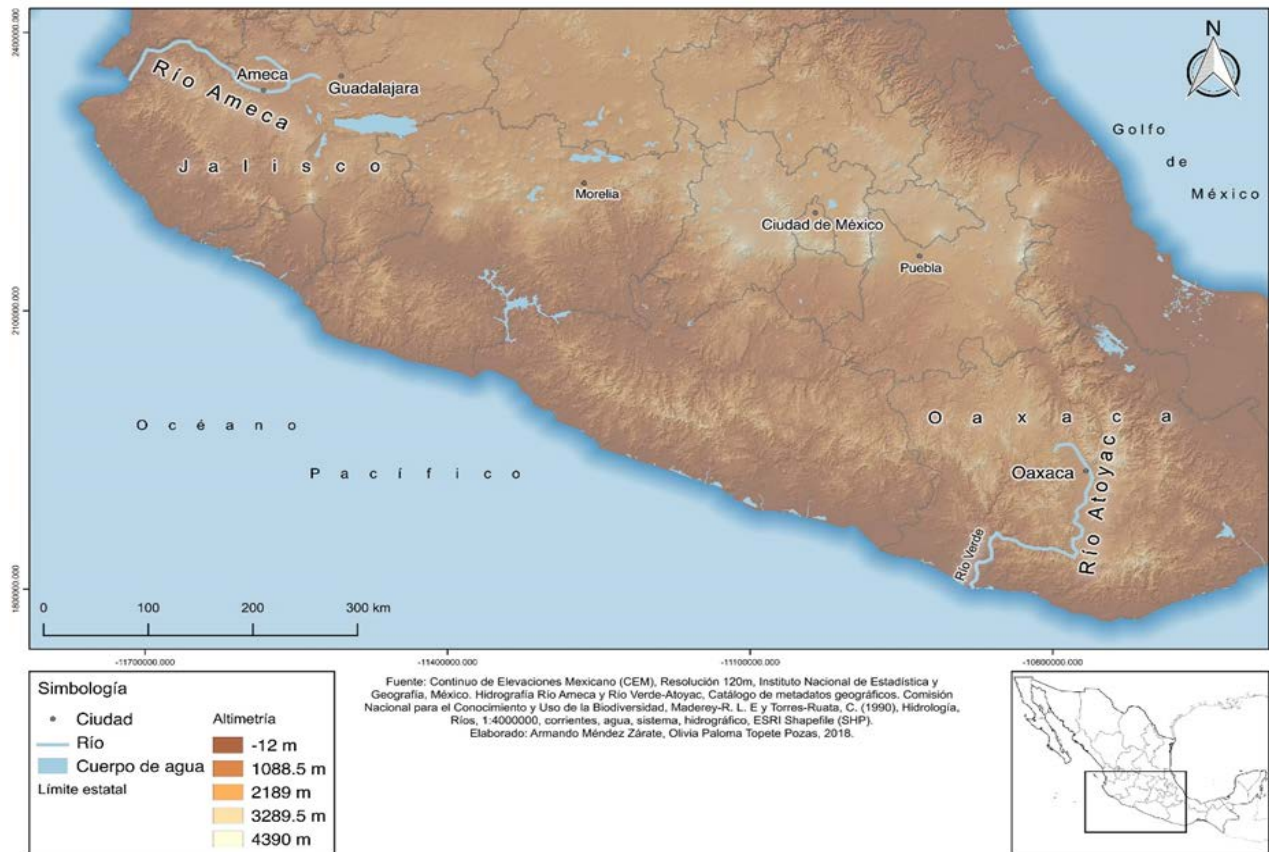 N
Golfo
de
México
Río Ameca
Ameca
Guadalajara
Jalisco
Morelia
Ciudad de México
Puebla
Oaxaca
Oaxaca
Río Atoyac
Río Verde
Océano
Pacífico
0 100 200 300 km
2400000.000
2100000.000
1800000.000
-11700000.000 -11400000.000 -11100000.000 -10800000.000
Simbología
Ciudad
Río
Cuerpo de agua
Límite estatal
Altimetría
-12 m
1088.5 m
2189 m
3289.5 m
4390 m
Fuente: Continuo de Elevaciones Mexicano (CEM), Resolución 120m, Instituto Nacional de Estadística y
Geografía, México. Hidrografía Río Ameca y Río Verde-Atoyac, Catálogo de metadatos geográficos. Comisión
Nacional para el Conocimiento y Uso de la Biodiversidad, Maderey-R. L. E y Torres-Ruata, C. (1990), Hidrología,
Ríos, 1:4000000, corrientes, agua, sistema, hidrográfico, ESRI Shapefile (SHP).
Elaborado: Armando Méndez Zárate, Olivia Paloma Topete Pozas, 2018.